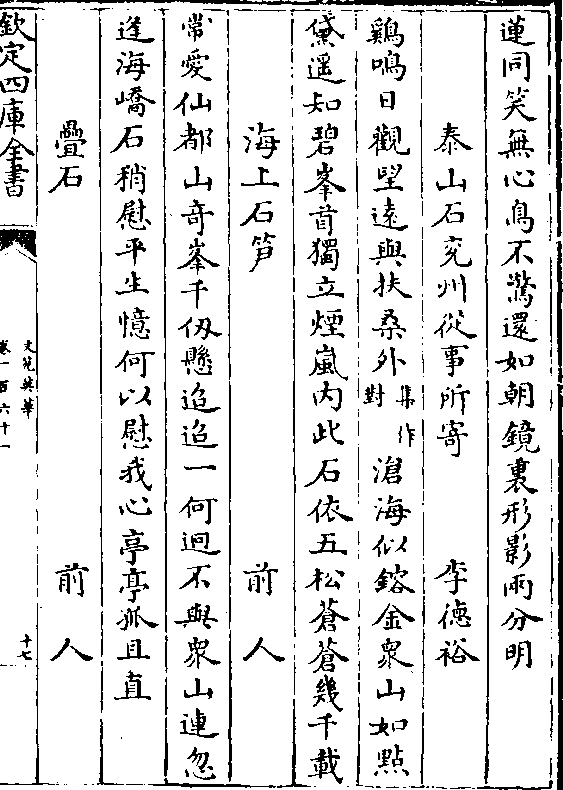 蓮同笑無心鳥不驚還如朝鏡裏形影兩分明
泰山石兖州從事所寄　李德裕
鷄鳴日觀望遠與扶桑外集作對滄海似鎔金衆山如點
黛遥知碧峯首獨立煙嵐内此石依五松蒼蒼幾千載
海上石笋　前人
常愛仙都山竒峯千仭懸迢迢一何迥不與衆山連忽
逢海嶠石稍慰平生憶何以慰我心亭亭孤且直
疊石　前人
欽定四庫全書
文苑英華
卷一百六十一
十七